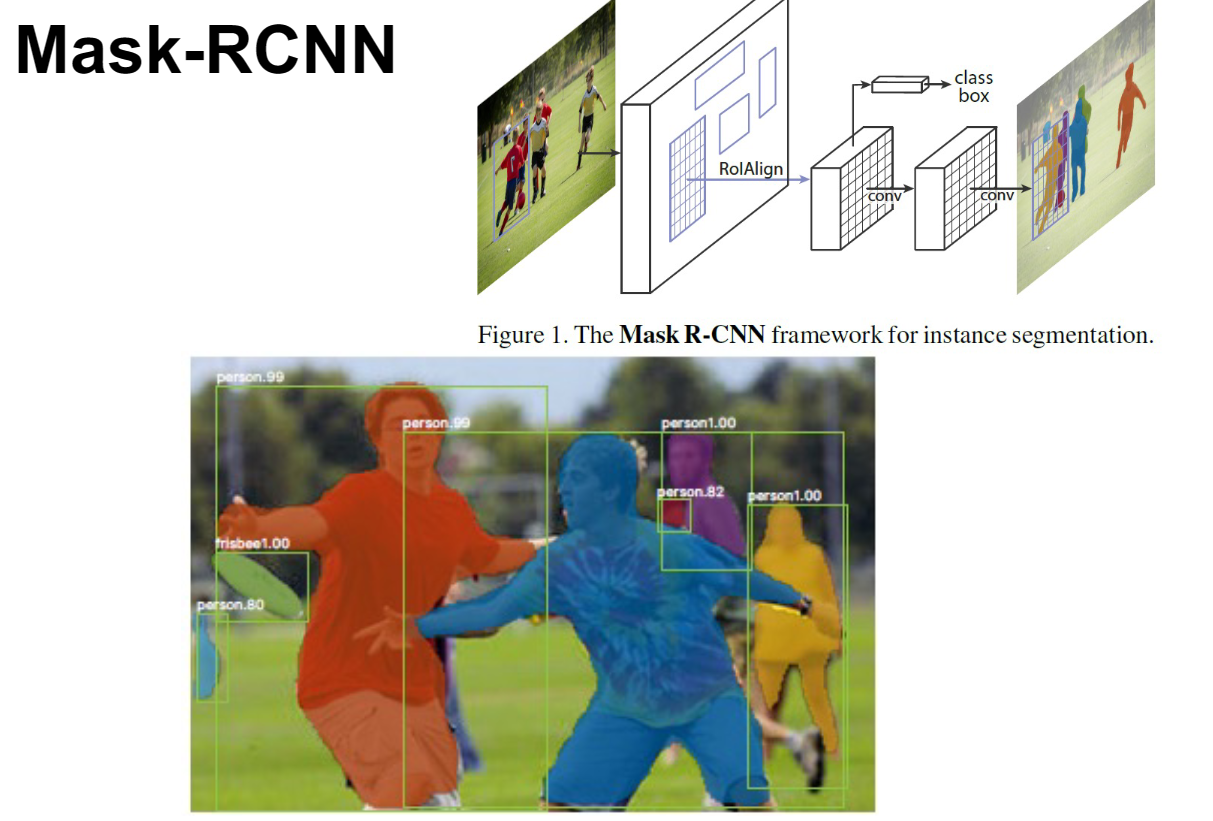 Mask-RCNN
class
box
RoIAlign
conv
conv
Figure 1. The Mask R-CNN framework for instance segmentation.
person.99
person.99
person1.00
person.82
person1.00
frisbee1.00
person.80